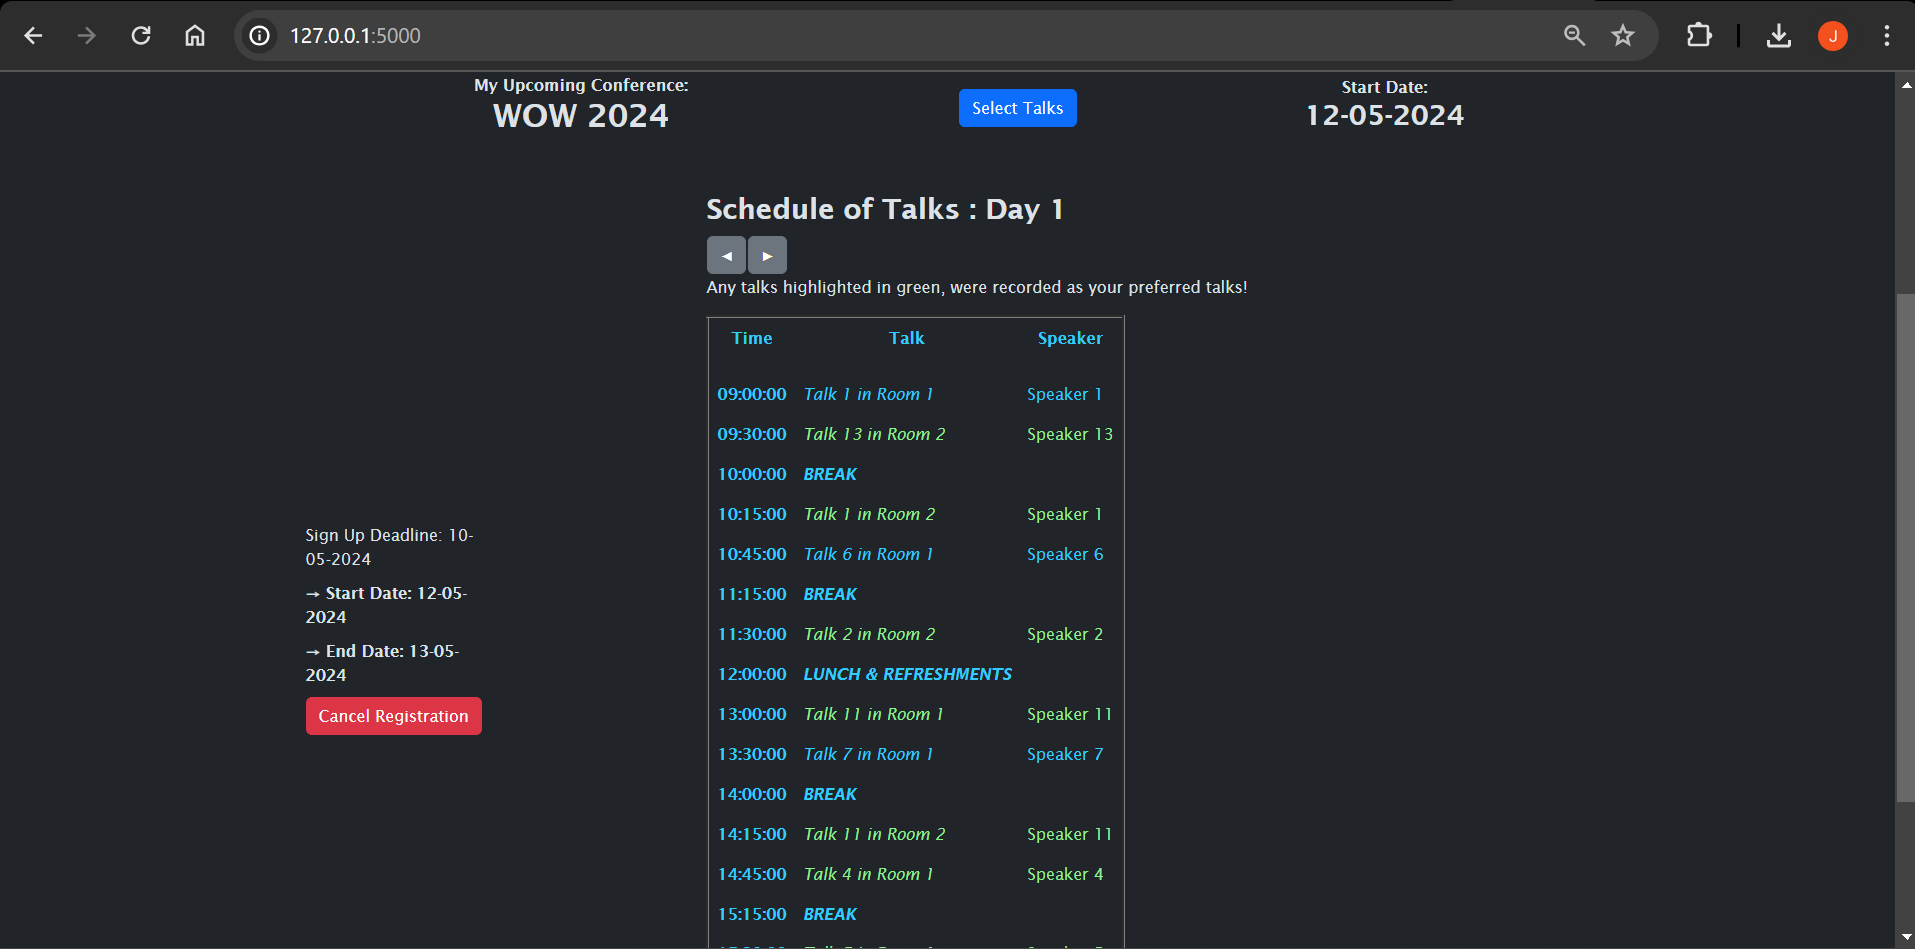 127.0.0.1:5000
J
My Upcoming Conference:
WOW 2024
Select Talks
Start Date:
12-05-2024
Schedule of Talks : Day 1
◄ ►
Any talks highlighted in green, were recorded as your preferred talks!
Time Talk Speaker
09:00:00 Talk 1 in Room 1 Speaker 1
09:30:00 Talk 13 in Room 2 Speaker 13
10:00:00 BREAK
10:15:00 Talk 1 in Room 2 Speaker 1
10:45:00 Talk 6 in Room 1 Speaker 6
11:15:00 BREAK
11:30:00 Talk 2 in Room 2 Speaker 2
12:00:00 LUNCH & REFRESHMENTS
13:00:00 Talk 11 in Room 1 Speaker 11
13:30:00 Talk 7 in Room 1 Speaker 7
14:00:00 BREAK
14:15:00 Talk 11 in Room 2 Speaker 11
14:45:00 Talk 4 in Room 1 Speaker 4
15:15:00 BREAK
Sign Up Deadline: 10-
05-2024
→ Start Date: 12-05-
2024
→ End Date: 13-05-
2024
Cancel Registration